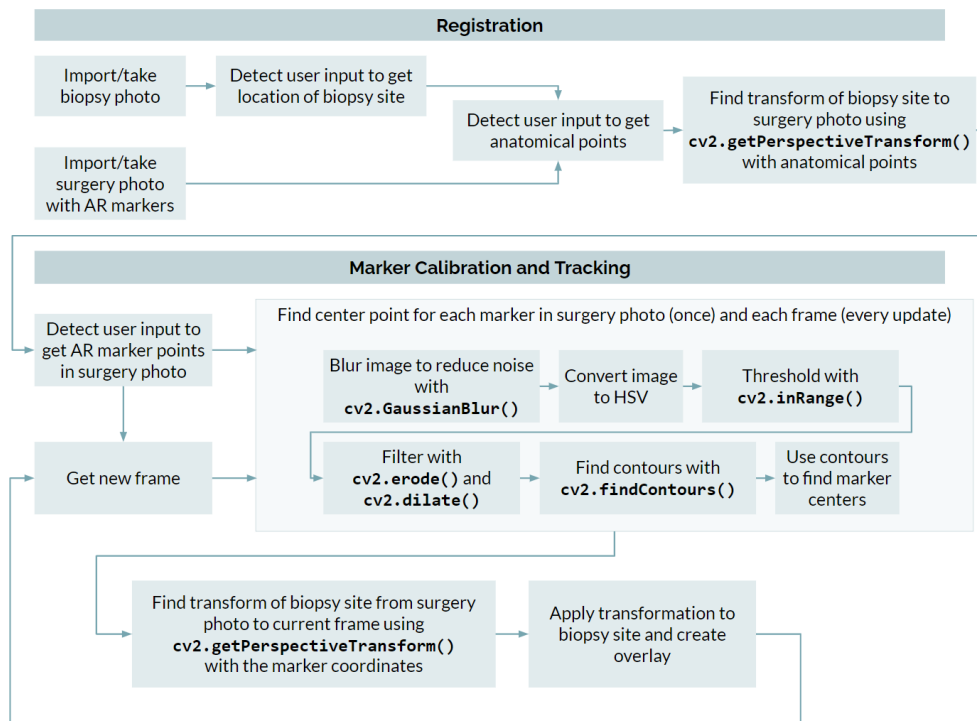 Registration
Import/take
biopsy photo
Detect user input to get
location of biopsy site
Import/take
surgery photo
with AR markers
Detect user input to get
anatomical points
Find transform of biopsy site to
surgery photo using
cv2.getPerspectiveTransform()
with anatomical points
Marker Calibration and Tracking
Detect user input to
get AR marker points
in surgery photo
Get new frame
Find center point for each marker in surgery photo (once) and each frame (every update)
Blur image to reduce noise
with
cv2.GaussianBlur()
Convert image
to HSV
Threshold with
cv2.inRange()
Filter with
cv2.erode() and
cv2.dilate()
Find contours with
cv2.findContours()
Use contours
to find marker
centers
Find transform of biopsy site from surgery
photo to current frame using
cv2.getPerspectiveTransform()
with the marker coordinates
Apply transformation to
biopsy site and create
overlay